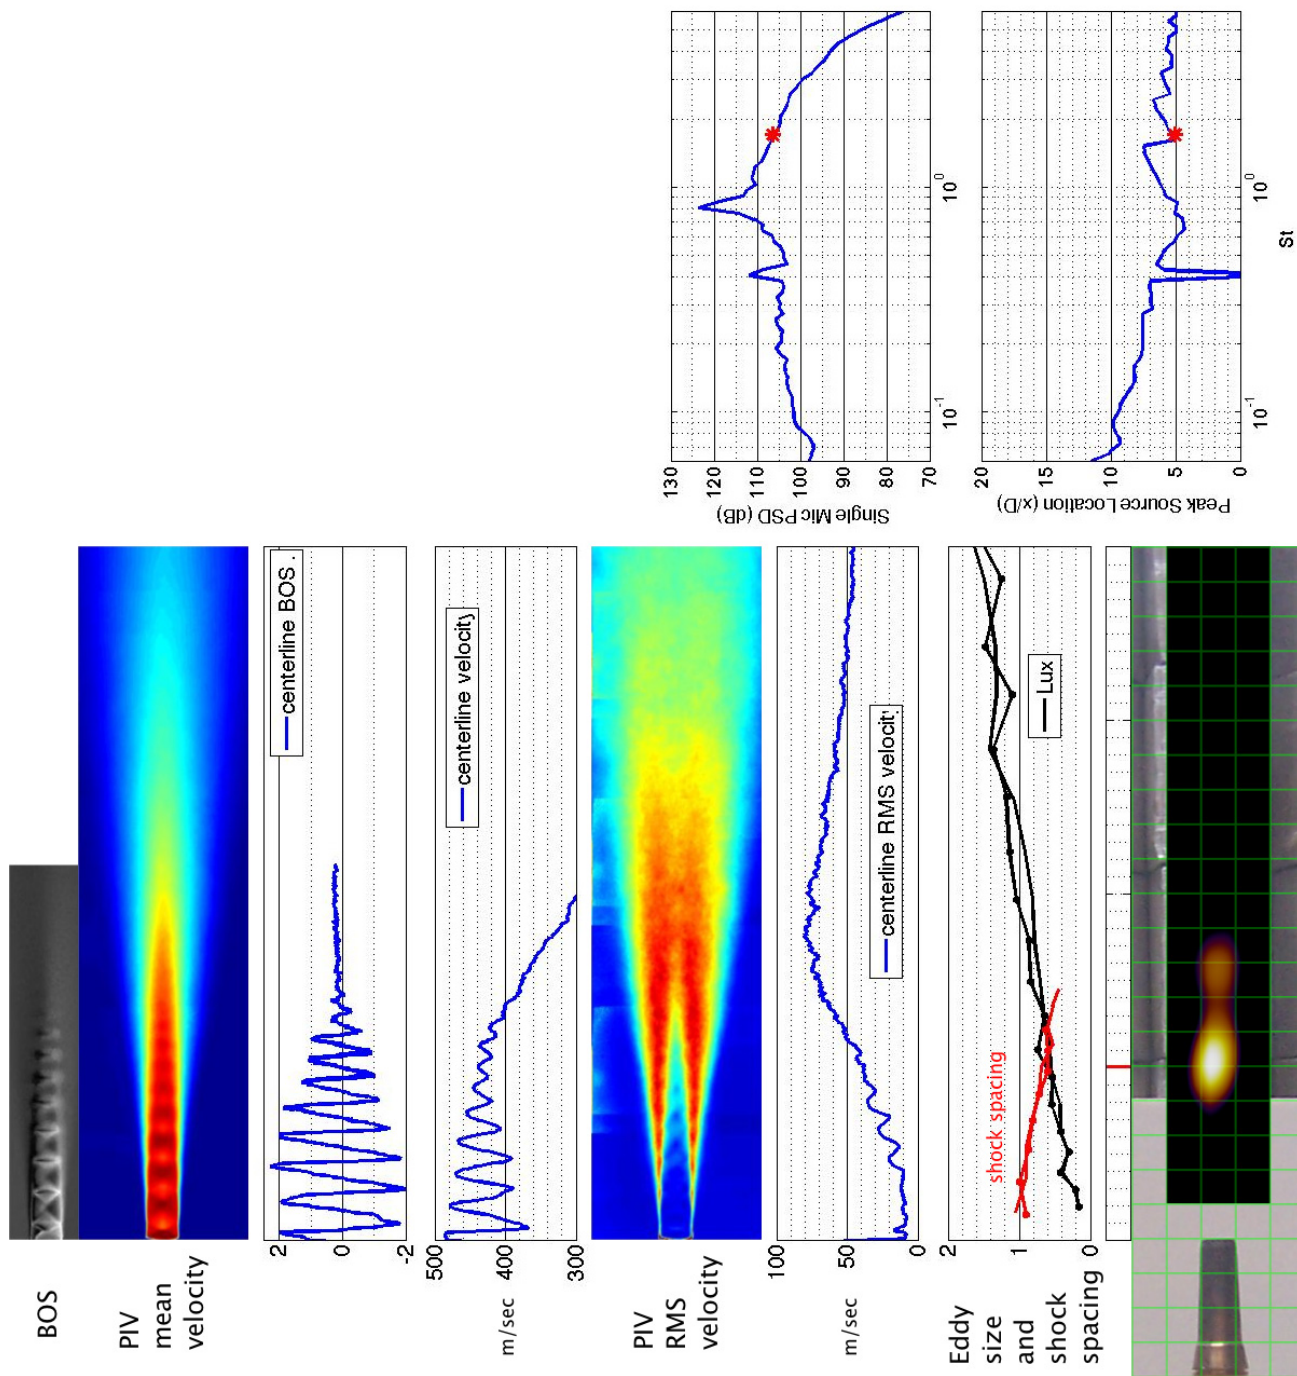 BOS
PIV
mean
velocity
centerline BOS .
2
0
-2
centerline velocity
500
400
300
m/sec
PIV
RMS
velocity
centerline RMS velocity
100
50
0
m/sec
Eddy
size
and
shock
spacing
2
1
0
shock spacing
Lux
130
120
110
100
90
80
70
Single Mic PSD (dB)
10-1
100
20
15
10
5
0
Peak Source Location (x/D)
10-1
100
St